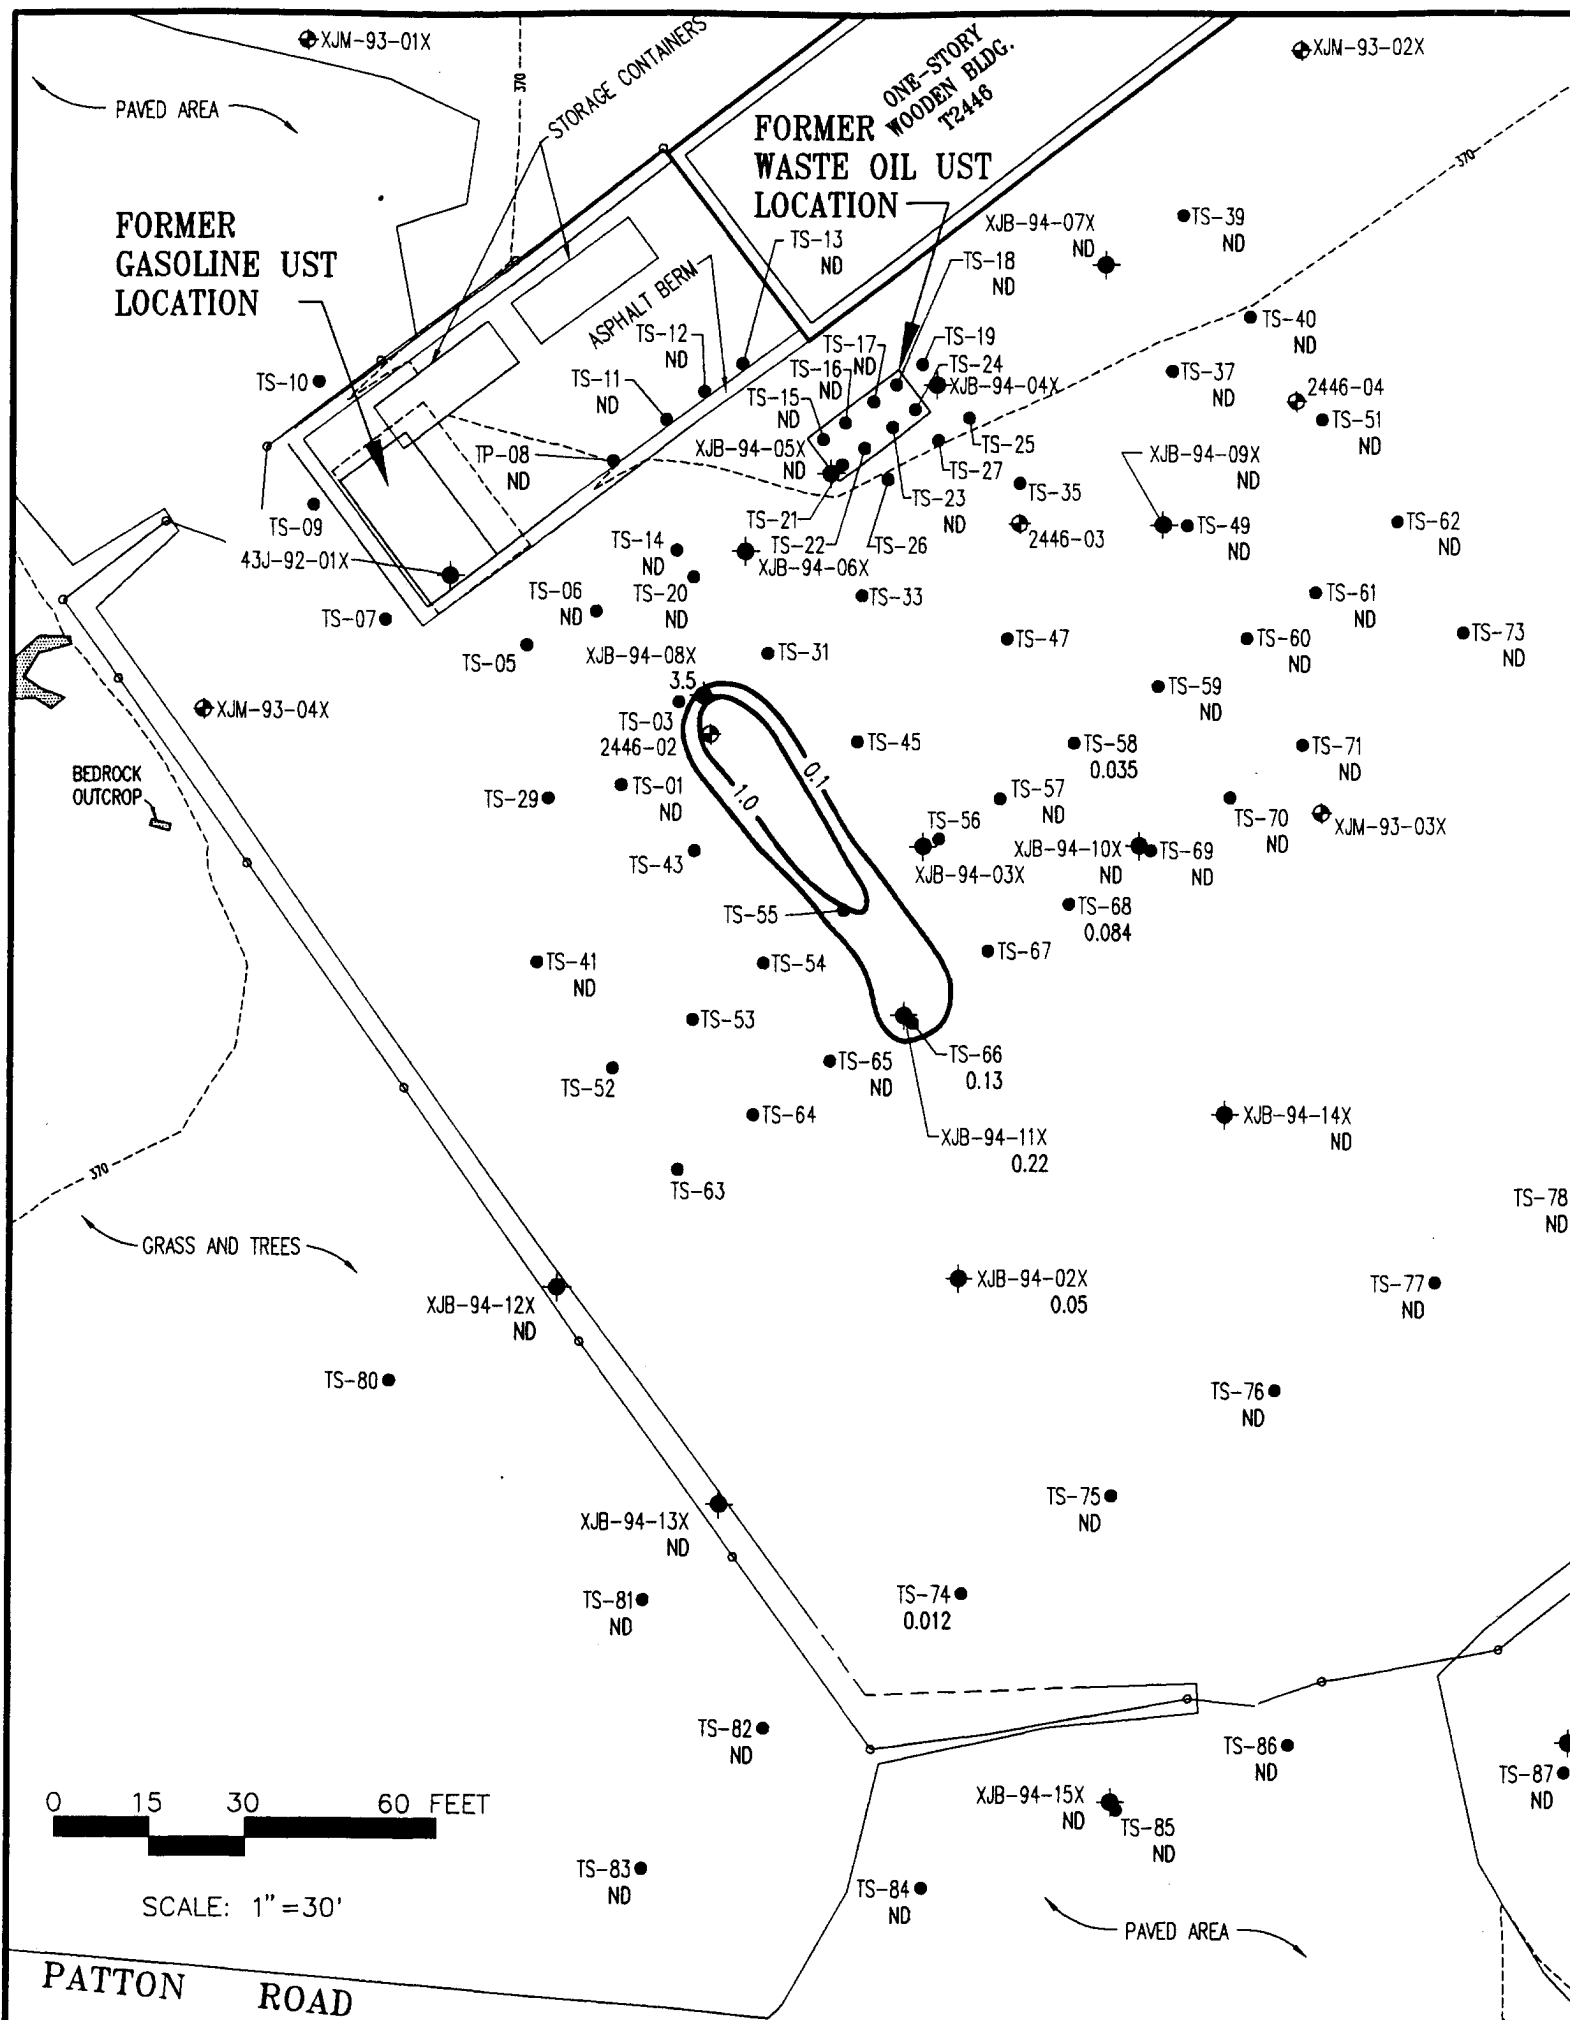 XJM-93-01X
XJM-93-02X
PAVED AREA
370
STORAGE CONTAINERS
ONE-STORY
WOODEN BLDG.
T2446
FORMER
WASTE OIL UST
LOCATION
370
FORMER
GASOLINE UST
LOCATION
TS-13
ND
XJB-94-07X
ND
TS-39
ND
TS-18
ND
ASPHALT BERM
TS-12
ND
TS-17
ND
TS-19
TS-40
ND
TS-10
TS-11
ND
TS-16
ND
TS-24
XJB-94-04X
TS-37
ND
2446-04
TS-15
ND
TS-51
ND
TS-25
TP-08
ND
XJB-94-05X
ND
TS-27
XJB-94-09X
ND
TS-09
TS-23
ND
TS-35
TS-21
TS-22
TS-26
2446-03
TS-49
ND
TS-62
ND
43J-92-01X
TS-14
ND
XJB-94-06X
TS-20
ND
TS-06
ND
TS-33
TS-61
ND
TS-07
TS-05
XJB-94-08X
3.5
TS-31
TS-47
TS-60
ND
TS-73
ND
TS-59
ND
XJM-93-04X
TS-03
2446-02
TS-45
TS-58
0.035
TS-71
ND
BEDROCK
OUTCROP
TS-29
TS-01
ND
1.0
0.1
TS-57
ND
TS-70
ND
XJM-93-03X
TS-56
TS-43
XJB-94-03X
XJB-94-10X
ND
TS-69
ND
TS-55
TS-68
0.084
TS-41
ND
TS-54
TS-67
TS-53
TS-66
0.13
TS-65
ND
TS-52
TS-64
XJB-94-11X
0.22
XJB-94-14X
ND
370
TS-63
TS-78
ND
GRASS AND TREES
XJB-94-12X
ND
XJB-94-02X
0.05
TS-77
ND
TS-80
TS-76
ND
XJB-94-13X
ND
TS-75
ND
TS-81
ND
TS-74
0.012
TS-82
ND
TS-86
ND
TS-87
ND
XJB-94-15X
ND
TS-85
ND
0 15 30 60 FEET
TS-83
ND
TS-84
ND
SCALE: 1"=30'
PAVED AREA
PATTON ROAD